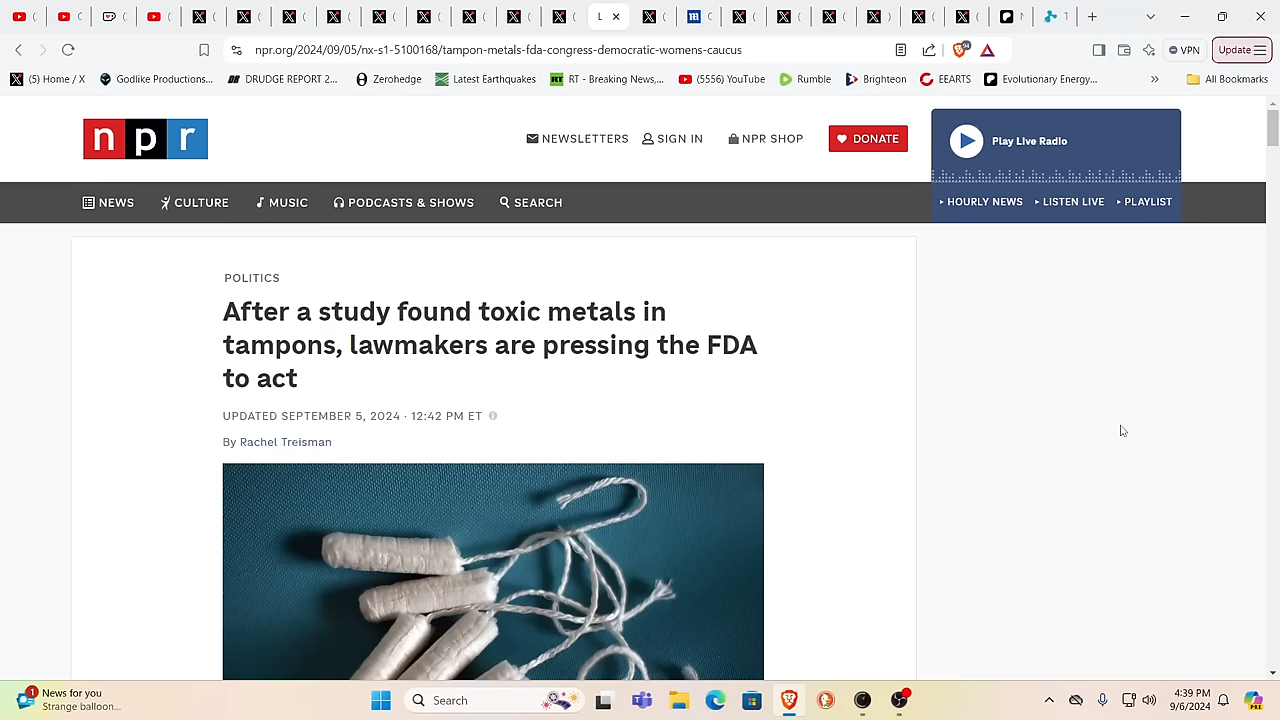 L
npr.org/2024/09/05/nx-s1-5100168/tampon-metals-fda-congress-democratic-womens-caucus
94
VPN
Update
(5) Home / X
Godlike Productions...
DRUDGE REPORT 2...
Zerohedge
Latest Earthquakes
RT - Breaking News,...
(5556) YouTube
Rumble
Brighteon
EEARTS
Evolutionary Energy...
All Bookmarks
n p r
NEWSLETTERS
SIGN IN
NPR SHOP
DONATE
Play Live Radio
NEWS
CULTURE
MUSIC
PODCASTS & SHOWS
SEARCH
HOURLY NEWS
LISTEN LIVE
PLAYLIST
POLITICS
After a study found toxic metals in
tampons, lawmakers are pressing the FDA
to act
UPDATED SEPTEMBER 5, 2024 · 12:42 PM ET
By Rachel Treisman
1
News for you
Strange balloon...
Search
4:39 PM
9/6/2024